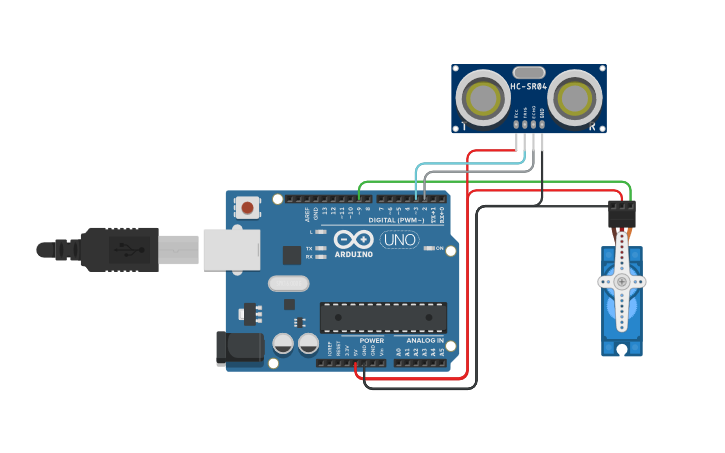 HC-SR04
VCC
TRIG
ECHO
GND
T
R
AREF
GND
13
12
~11
~10
~9
8
7
~6
~5
4
~3
2
TX→1
RX←0
DIGITAL (PWM~)
L
TX
RX
UNO
ON
ARDUINO
POWER
ANALOG IN
IOREF
RESET
3.3V
5V
GND
GND
Vin
A0
A1
A2
A3
A4
A5